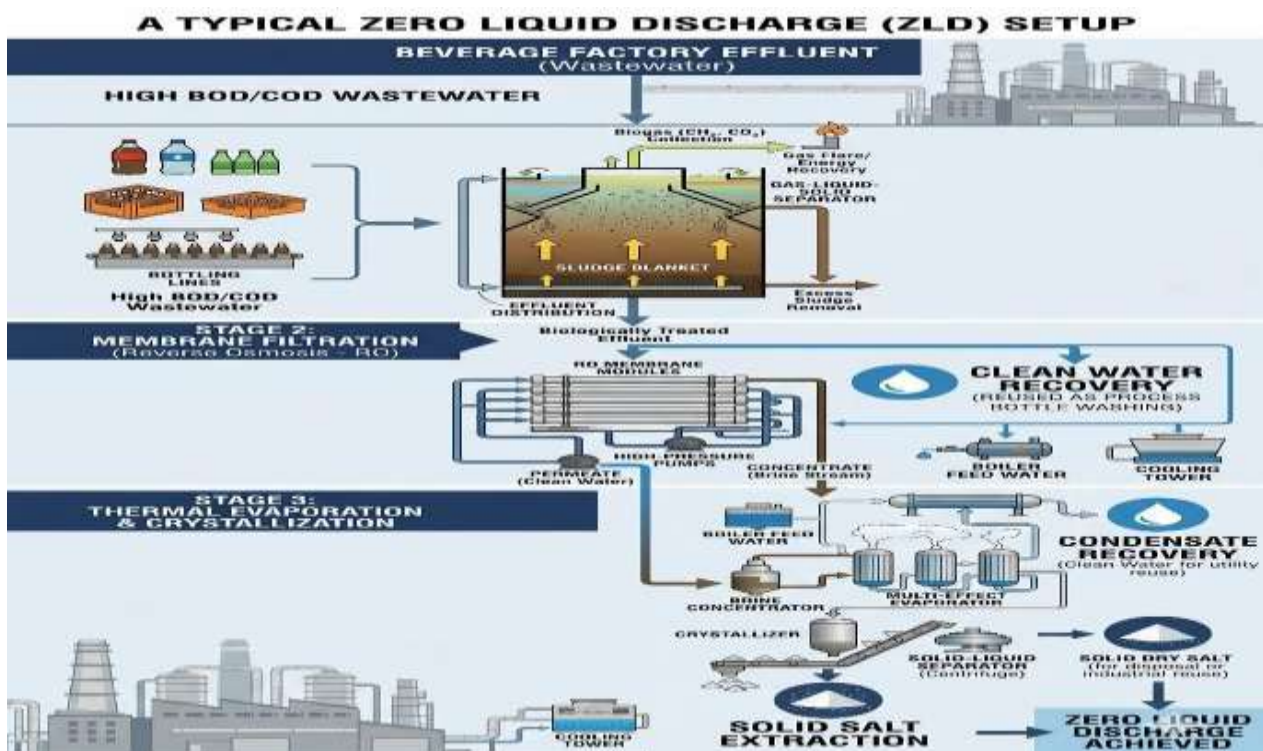 A TYPICAL ZERO LIQUID DISCHARGE (ZLD) SETUP
BEVERAGE FACTORY EFFLUENT
(Wastewater)
HIGH BOD/COD WASTEWATER
Biogas (CH₄, CO₂)
Collection
Gas Flare/
Energy
Recovery
GAS-LIQUID-
SOLID
SEPARATOR
SLUDGE BLANKET
BOTTLING
LINES
High BOD/COD
Wastewater
EFFLUENT
DISTRIBUTION
Excess
Sludge
Removal
STAGE 2:
MEMBRANE FILTRATION
(Reverse Osmosis - RO)
Biologically Treated
Effluent
RO MEMBRANE
MODULES
CLEAN WATER
RECOVERY
(REUSED AS PROCESS
BOTTLE WASHING)
HIGH-PRESSURE
PUMPS
PERMEATE
(Clean Water)
CONCENTRATE
(Brine Stream)
BOILER
FEED WATER
COOLING
TOWER
STAGE 3:
THERMAL EVAPORATION
& CRYSTALLIZATION
BOILER FEED
WATER
CONDENSATE
RECOVERY
(Clean Water for utility
reuse)
BRINE
CONCENTRATOR
MULTI-EFFECT
EVAPORATOR
CRYSTALLIZER
SOLID-LIQUID
SEPARATOR
(Centrifuge)
SOLID DRY SALT
(for disposal or
industrial reuse)
SOLID SALT
EXTRACTION
COOLING
TOWER
ZERO LIQUID
DISCHARGE
ACHIEVED